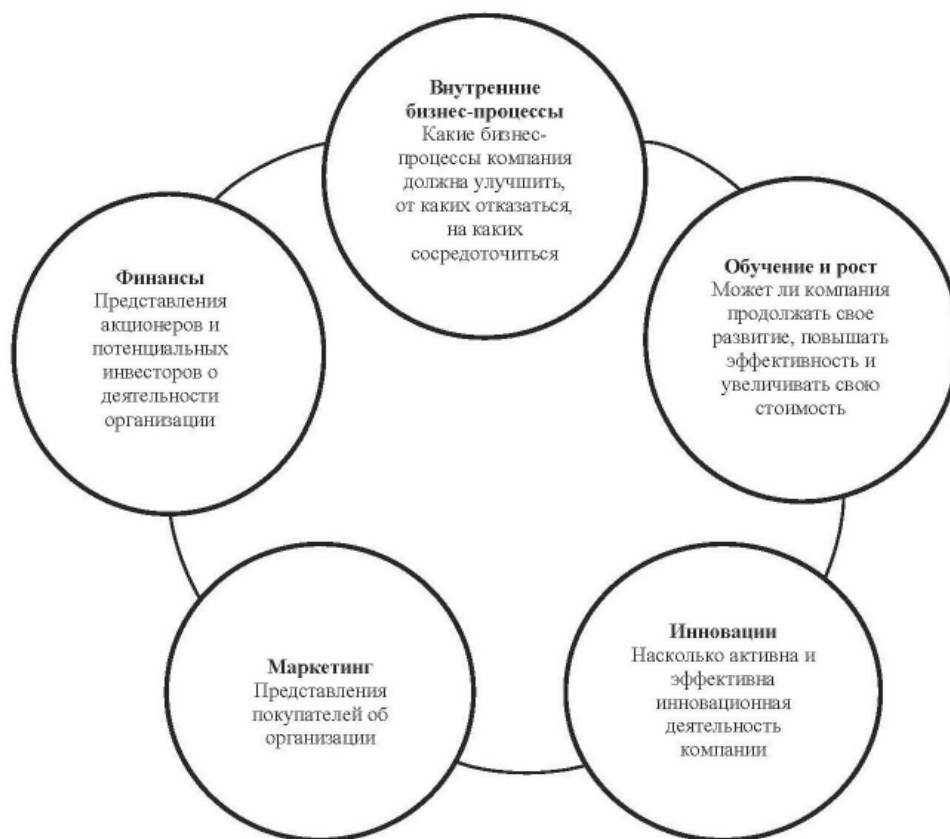 Внутренние
бизнес-процессы
Какие бизнес-
процессы компания
должна улучшить,
от каких отказаться,
на каких
сосредоточиться
Обучение и рост
Может ли компания
продолжать свое
развитие, повышать
эффективность и
увеличивать свою
стоимость
Инновации
Насколько активна и
эффективна
инновационная
деятельность
компании
Маркетинг
Представления
покупателей об
организации
Финансы
Представления
акционеров и
потенциальных
инвесторов о
деятельности
организации